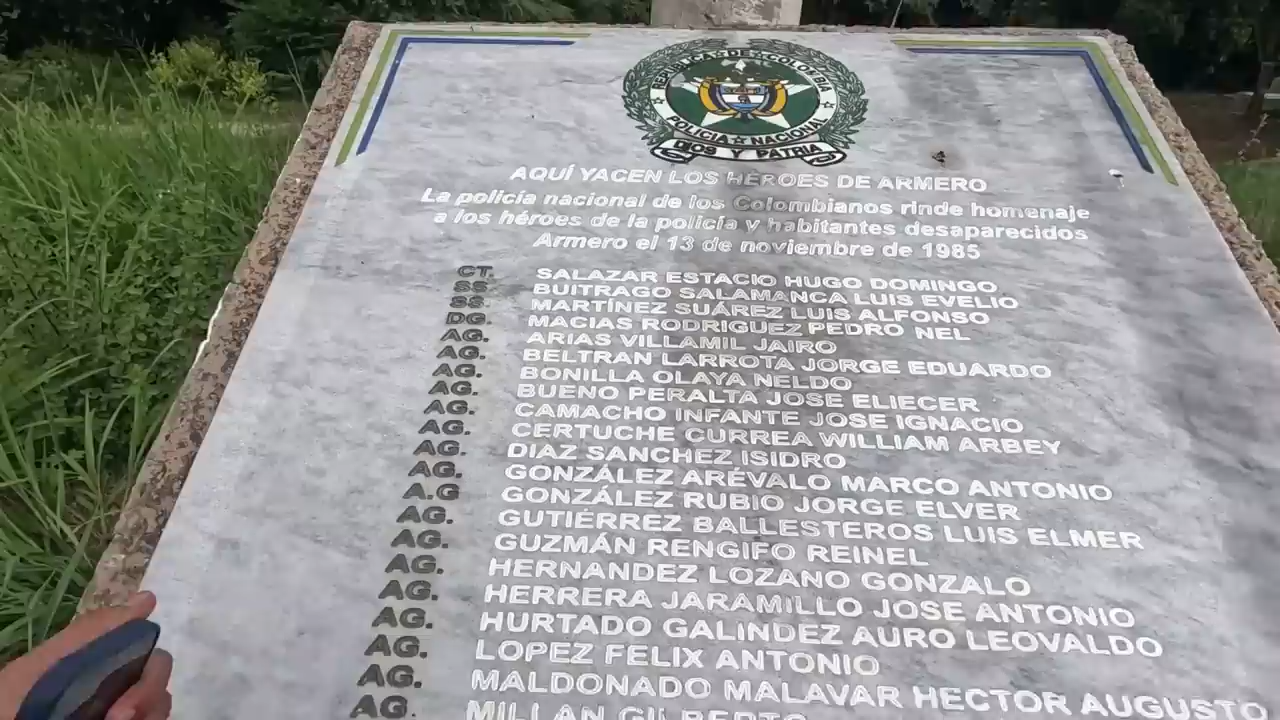 REPÚBLICA DE COLOMBIA
POLICIA NACIONAL
DIOS Y PATRIA
AQUÍ YACEN LOS HÉROES DE ARMERO
La policía nacional de los Colombianos rinde homenaje
a los héroes de la policía y habitantes desaparecidos
Armero el 13 de noviembre de 1985
CT. SALAZAR ESTACIO HUGO DOMINGO
SS. BUITRAGO SALAMANCA LUIS EVELIO
SS. MARTÍNEZ SUÁREZ LUIS ALFONSO
DG. MACIAS RODRIGUEZ PEDRO NEL
AG. ARIAS VILLAMIL JAIRO
AG. BELTRAN LARROTA JORGE EDUARDO
AG. BONILLA OLAYA NELDO
AG. BUENO PERALTA JOSE ELIECER
AG. CAMACHO INFANTE JOSE IGNACIO
AG. CERTUCHE CURREA WILLIAM ARBEY
AG. DIAZ SANCHEZ ISIDRO
AG. GONZÁLEZ ARÉVALO MARCO ANTONIO
A.G GONZÁLEZ RUBIO JORGE ELVER
AG. GUTIÉRREZ BALLESTEROS LUIS ELMER
AG. GUZMÁN RENGIFO REINEL
AG. HERNANDEZ LOZANO GONZALO
AG. HERRERA JARAMILLO JOSE ANTONIO
AG. HURTADO GALINDEZ AURO LEOVALDO
AG. LOPEZ FELIX ANTONIO
AG. MALDONADO MALAVAR HECTOR AUGUSTO
AG. MILLAN GILBERTO